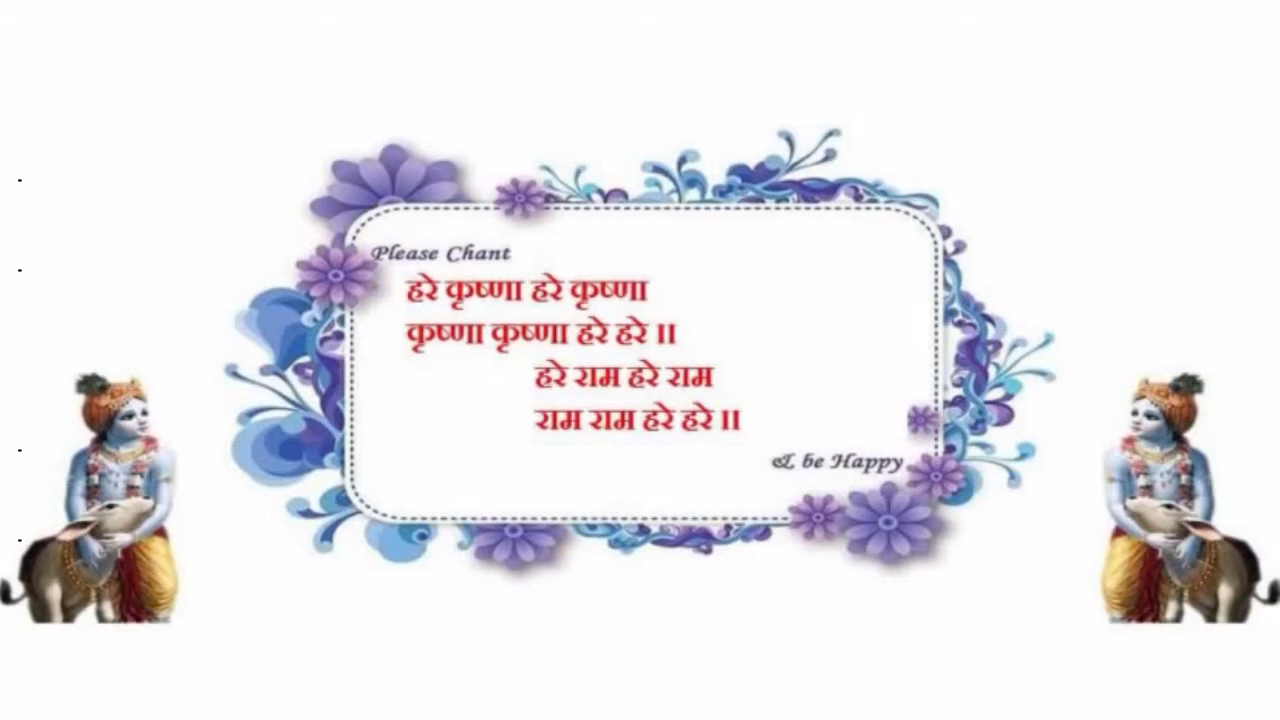 Please Chant
हरे कृष्णा हरे कृष्णा
कृष्णा कृष्णा हरे हरे ।।
हरे राम हरे राम
राम राम हरे हरे ।।
& be Happy